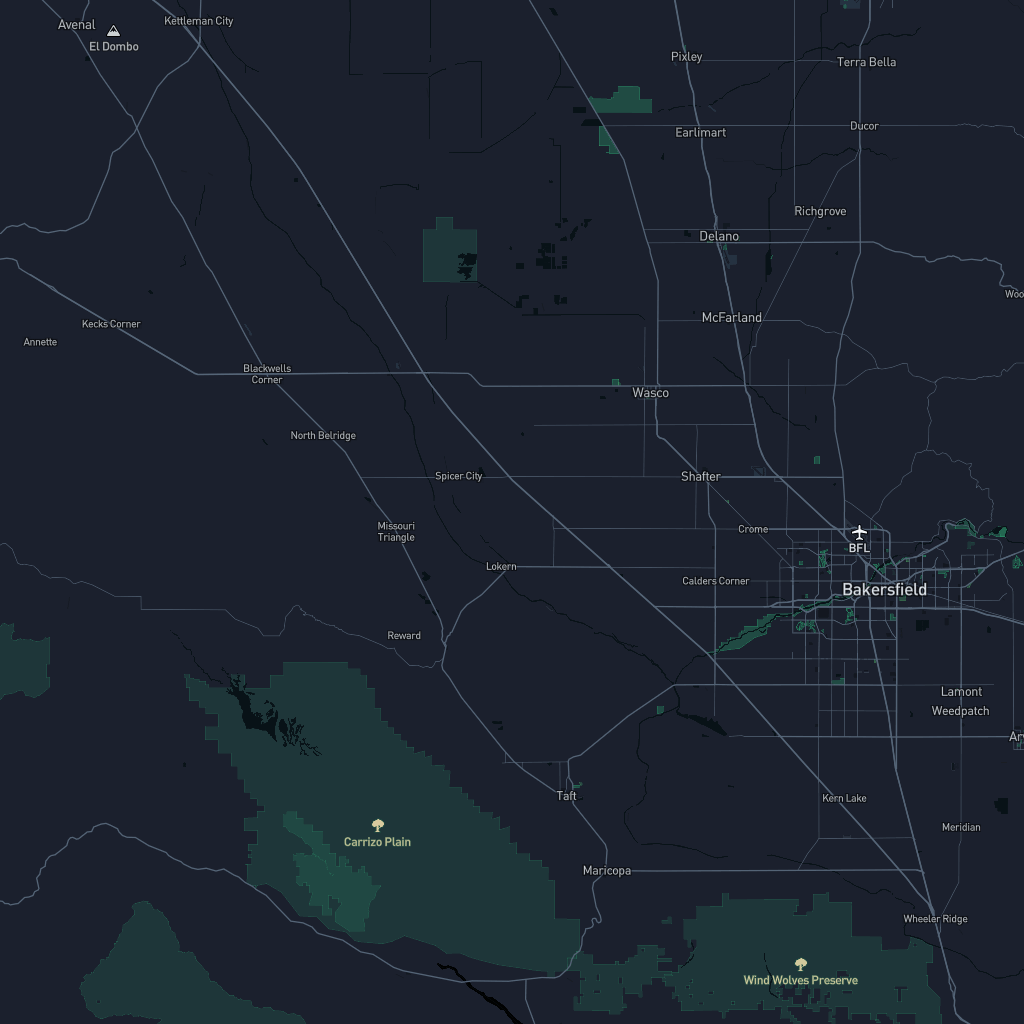 Kettleman City
Avenal
El Dombo
Pixley
Terra Bella
Earlimart
Ducor
Richgrove
Delano
Woo
McFarland
Kecks Corner
Annette
Blackwells
Corner
Wasco
North Belridge
Spicer City
Shafter
Missouri
Triangle
Crome
BFL
Lokern
Calders Corner
Bakersfield
Reward
Lamont
Weedpatch
Arv
Taft
Kern Lake
Meridian
Carrizo Plain
Maricopa
Wheeler Ridge
Wind Wolves Preserve